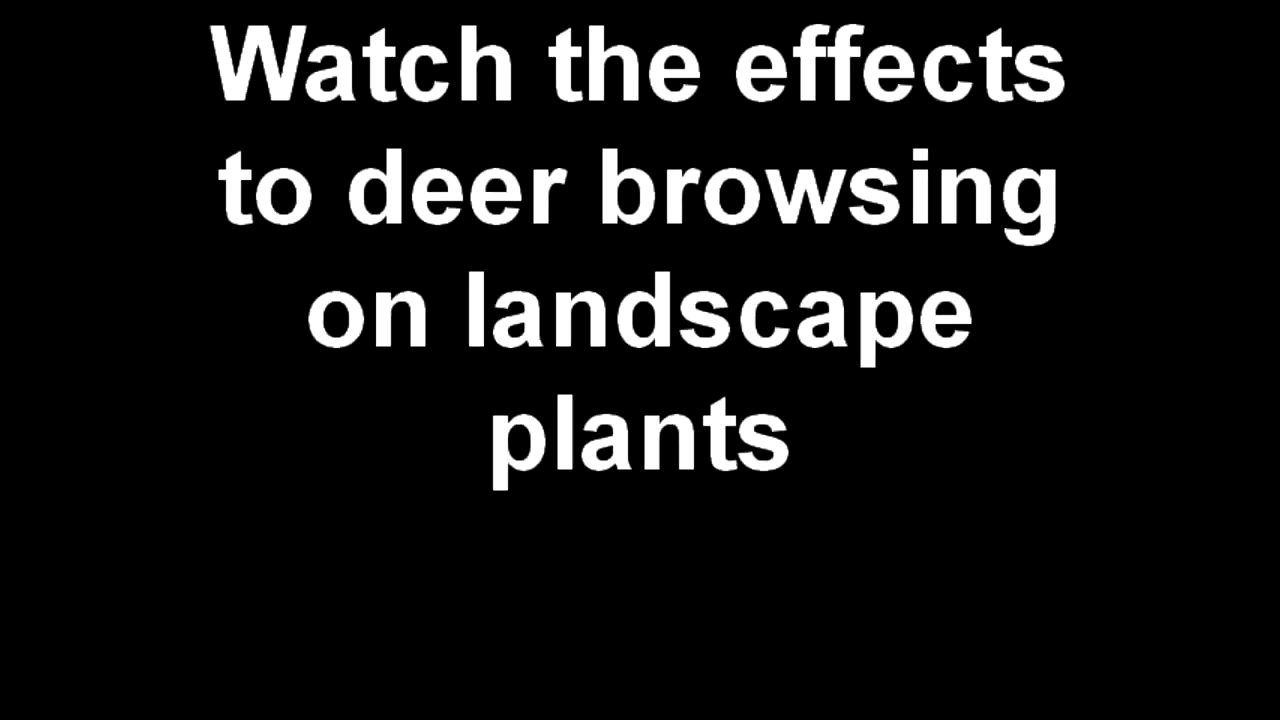 Watch the effects
to deer browsing
on landscape
plants